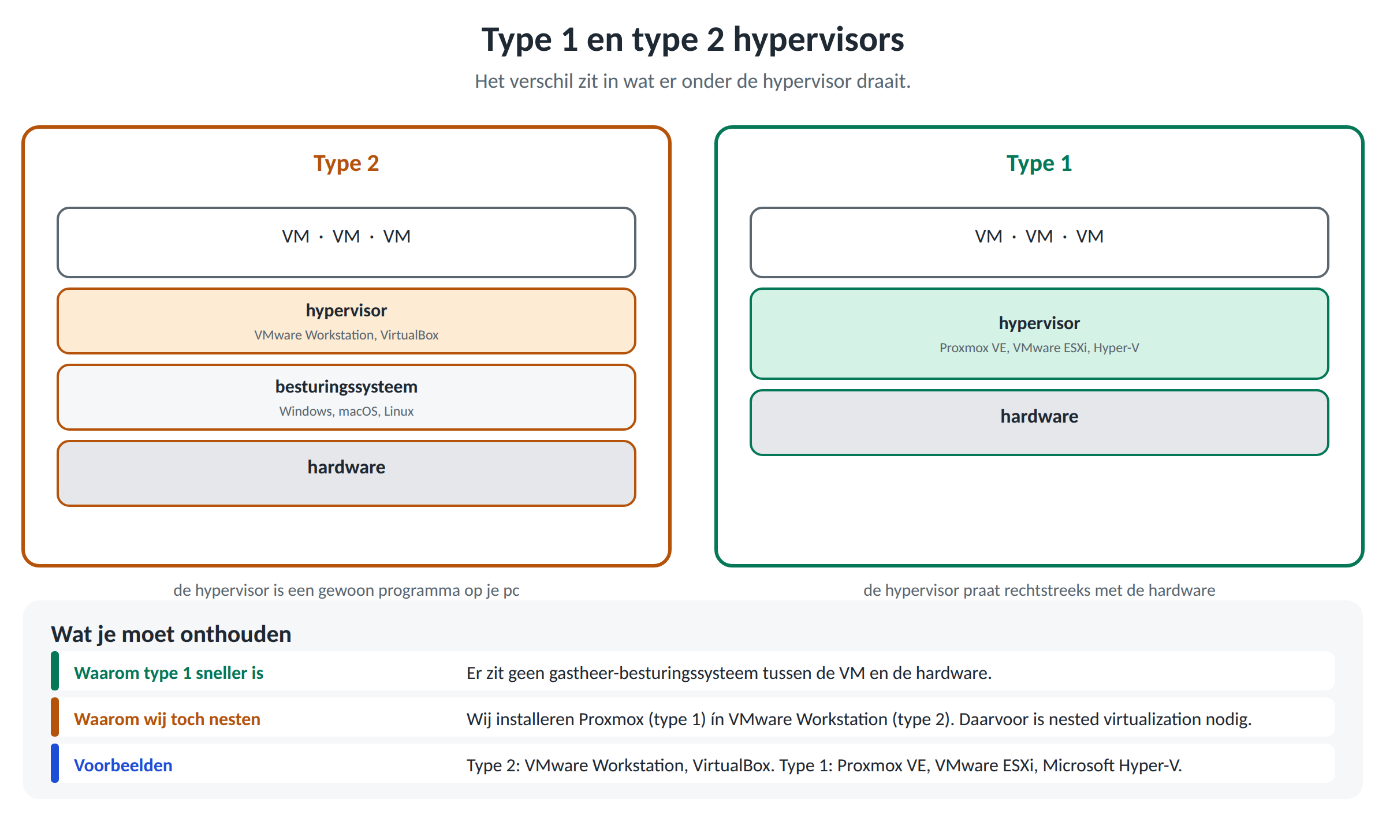 Type 1 en type 2 hypervisors
Het verschil zit in wat er onder de hypervisor draait.
Type 2
VM · VM · VM
hypervisor
VMware Workstation, VirtualBox
besturingssysteem
Windows, macOS, Linux
hardware
de hypervisor is een gewoon programma op je pc
Type 1
VM · VM · VM
hypervisor
Proxmox VE, VMware ESXi, Hyper-V
hardware
de hypervisor praat rechtstreeks met de hardware
Wat je moet onthouden
Waarom type 1 sneller is
Er zit geen gastheer-besturingssysteem tussen de VM en de hardware.
Waarom wij toch nesten
Wij installeren Proxmox (type 1) ín VMware Workstation (type 2). Daarvoor is nested virtualization nodig.
Voorbeelden
Type 2: VMware Workstation, VirtualBox. Type 1: Proxmox VE, VMware ESXi, Microsoft Hyper-V.